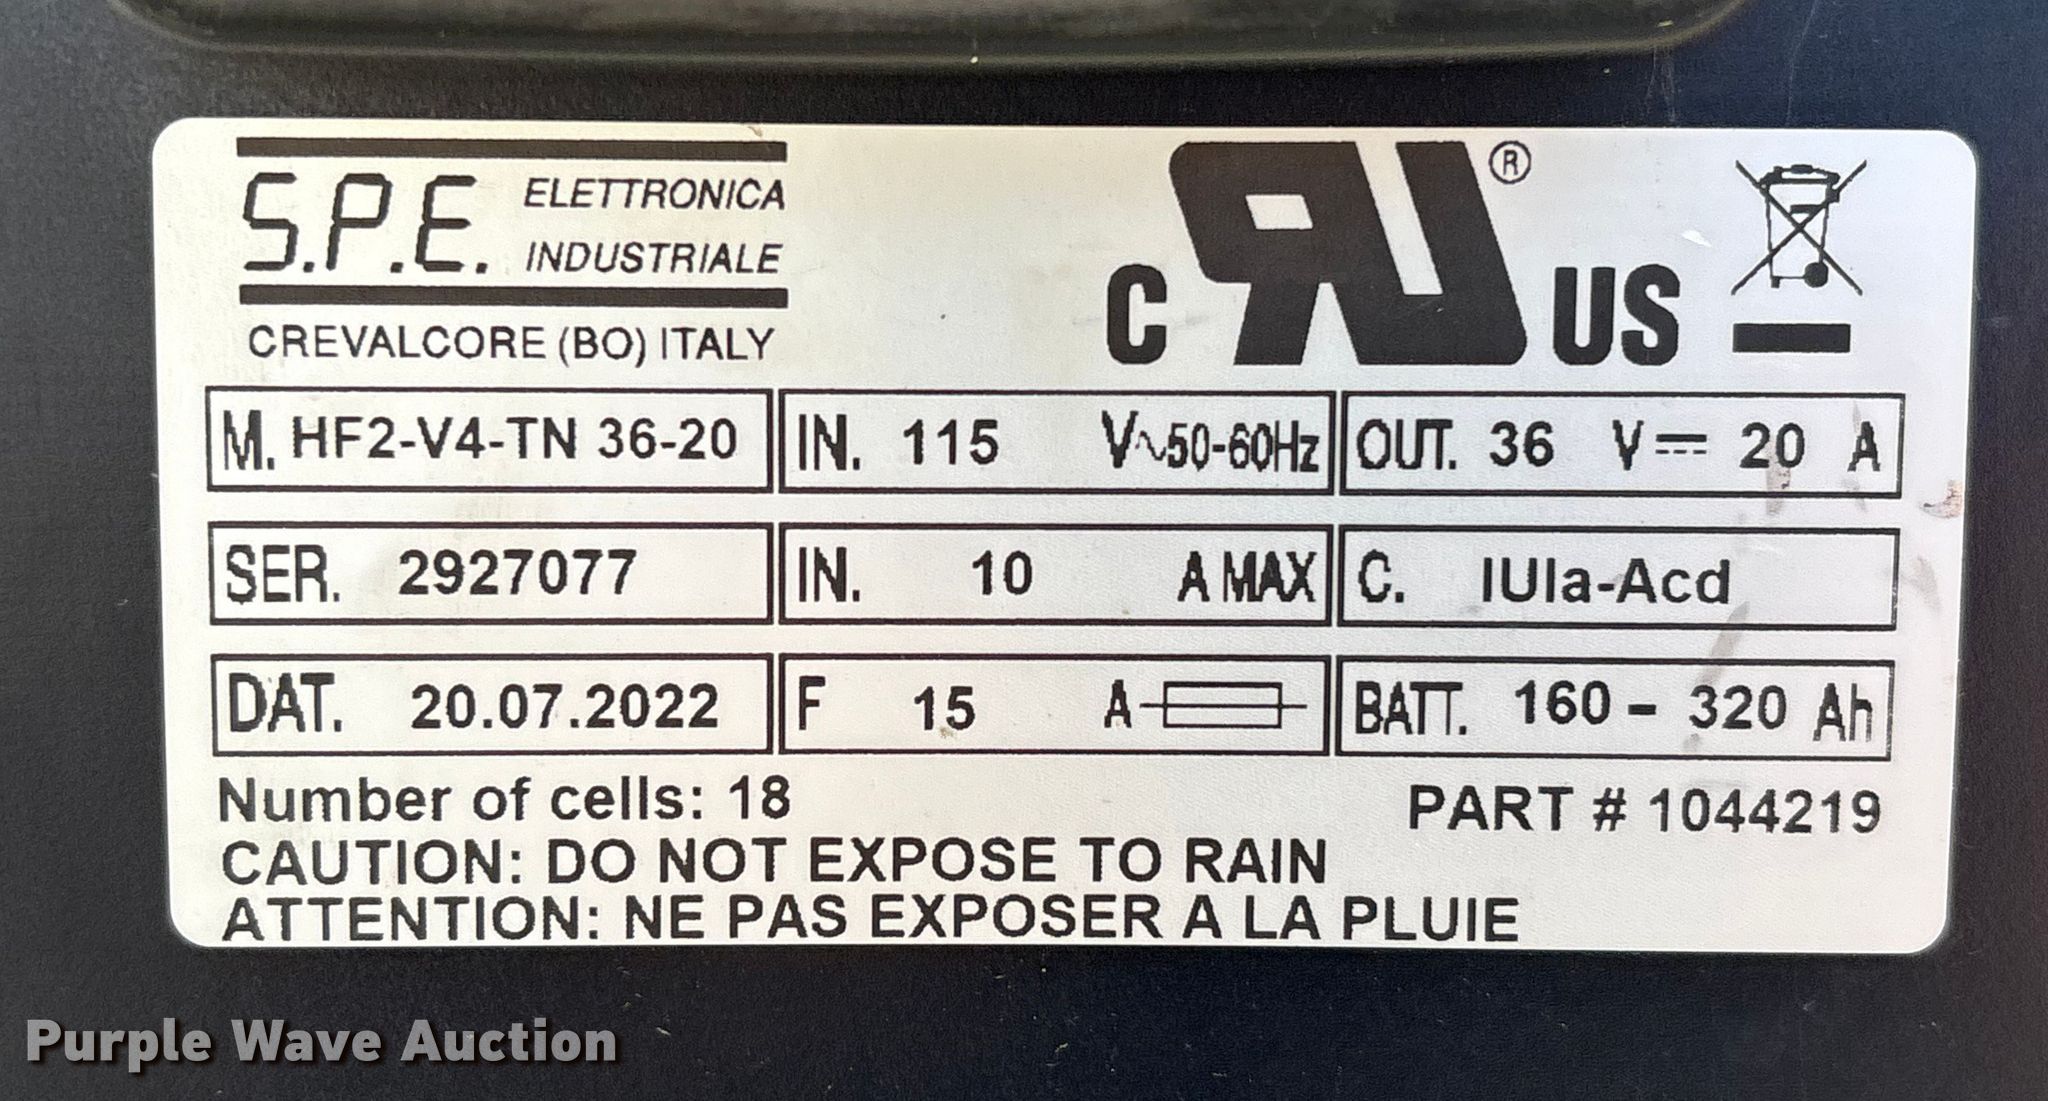 S.P.E. ELETTRONICA
INDUSTRIALE
CREVALCORE (BO) ITALY
C RU ® US
M. HF2-V4-TN 36-20 IN. 115 V~50-60Hz OUT. 36 V⎓ 20 A
SER. 2927077 IN. 10 A MAX C. IUIa-Acd
DAT. 20.07.2022 F 15 A BATT. 160 - 320 Ah
Number of cells: 18 PART # 1044219
CAUTION: DO NOT EXPOSE TO RAIN
ATTENTION: NE PAS EXPOSER A LA PLUIE
Purple Wave Auction